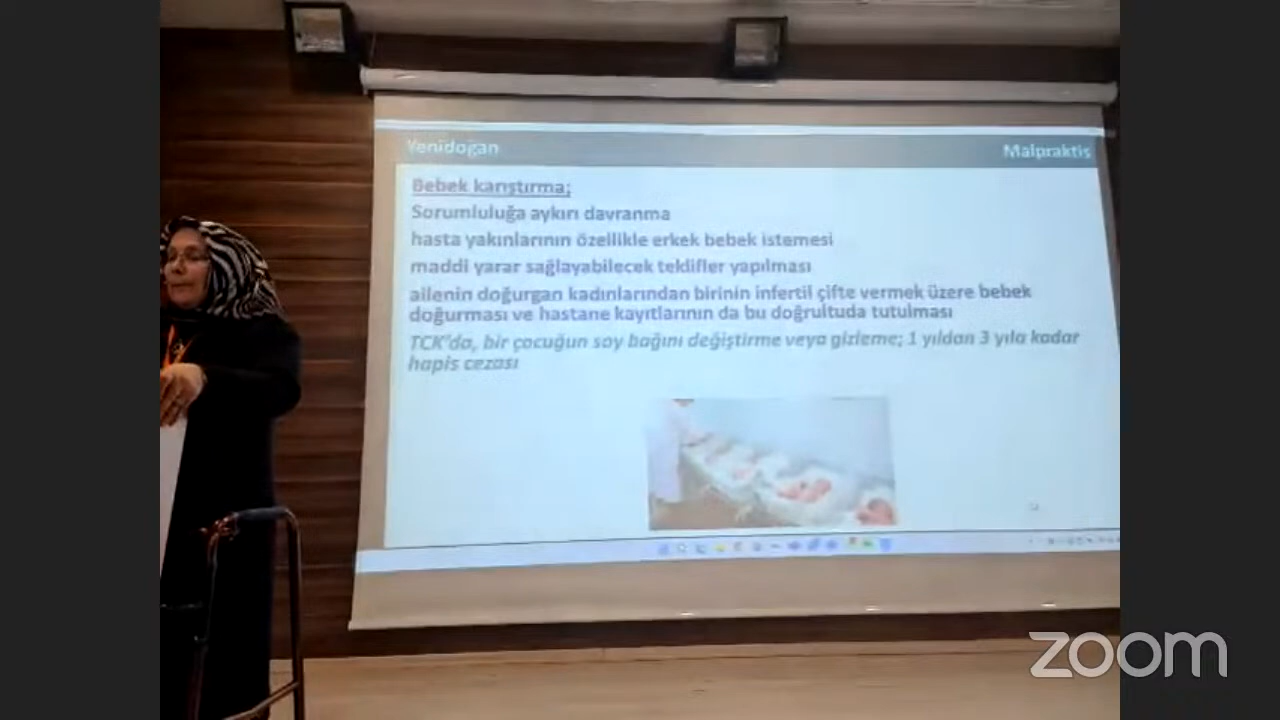 Yenidoğan
Malpraktis
Bebek karıştırma;
Sorumluluğa aykırı davranma
hasta yakınlarının özellikle erkek bebek istemesi
maddi yarar sağlayabilecek teklifler yapılması
ailenin doğurgan kadınlarından birinin infertil çifte vermek üzere bebek
doğurması ve hastane kayıtlarının da bu doğrultuda tutulması
TCK'da, bir çocuğun soy bağını değiştirme veya gizleme; 1 yıldan 3 yıla kadar
hapis cezası
zoom